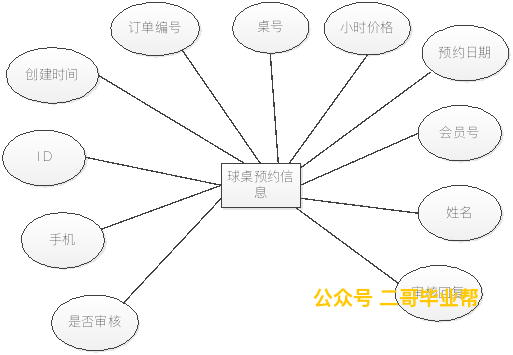 订单编号
桌号
小时价格
预约日期
创建时间
会员号
ID
球桌预约信
息
姓名
手机
审核回复
公众号 二哥毕业帮
是否审核